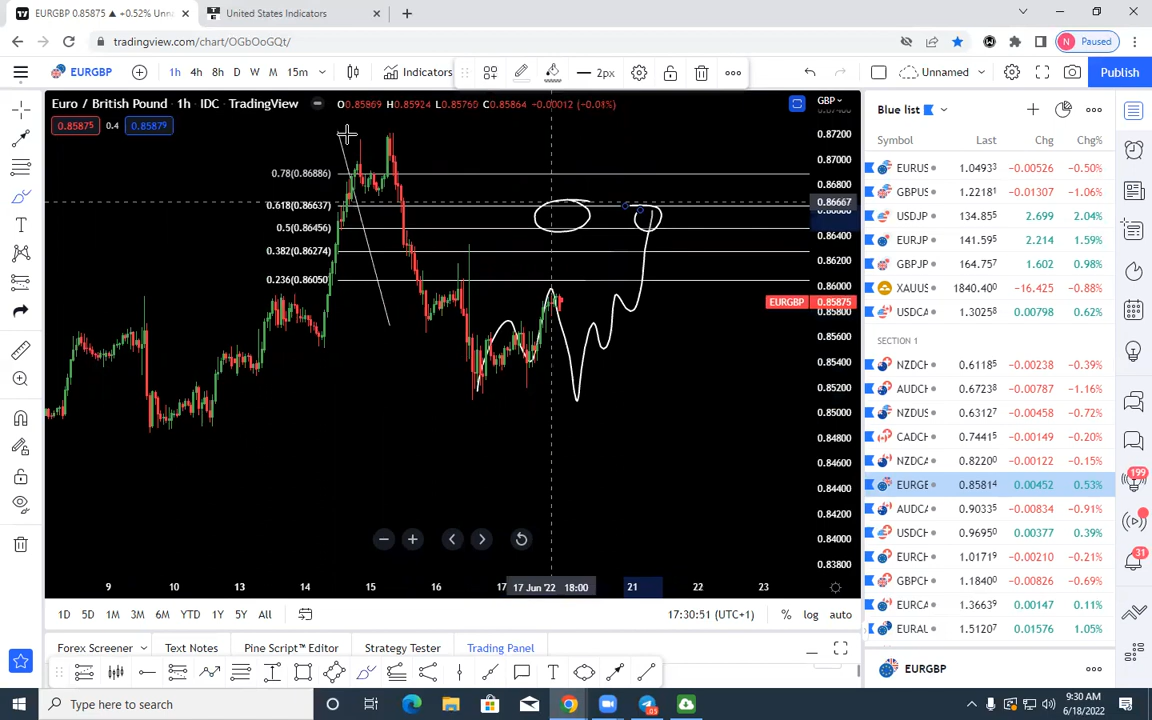 EURGBP 0.85875 ▲ +0.52% Unna
United States Indicators
tradingview.com/chart/OGbOoGQt/
Paused
EURGBP
1h 4h 8h D W M 15m
Indicators
2px
Unnamed
Publish
Euro / British Pound · 1h · IDC · TradingView
O0.85869 H0.85924 L0.85760 C0.85864 −0.00012 (−0.01%)
GBP
0.85875 0.4 0.85879
0.78(0.86886)
0.618(0.86637)
0.5(0.86456)
0.382(0.86274)
0.236(0.86050)
0.87200
0.87000
0.86800
0.86667
0.86400
0.86200
0.86000
EURGBP 0.85875
0.85800
0.85600
0.85400
0.85200
0.85000
0.84800
0.84600
0.84400
0.84200
0.84000
0.83800
9 10 13 14 15 16 17 17 Jun '22 18:00 21 22 23
1D 5D 1M 3M 6M YTD 1Y 5Y All
17:30:51 (UTC+1)
% log auto
Forex Screener Text Notes Pine Script™ Editor Strategy Tester Trading Panel
Blue list
Symbol Last Chg Chg%
EURUS 1.04933 −0.00526 −0.50%
GBPUS 1.22181 −0.01307 −1.06%
USDJP 134.855 2.699 2.04%
EURJP 141.595 2.214 1.59%
GBPJP 164.757 1.602 0.98%
XAUUS 1840.400 −16.425 −0.88%
USDCA 1.30258 0.00798 0.62%
SECTION 1
NZDCH 0.61185 −0.00238 −0.39%
AUDCH 0.67238 −0.00787 −1.16%
NZDUS 0.63127 −0.00458 −0.72%
CADCH 0.74415 −0.00149 −0.20%
NZDCA 0.82200 −0.00122 −0.15%
EURGB 0.85814 0.00452 0.53%
AUDCA 0.90335 −0.00834 −0.91%
USDCH 0.96950 0.00377 0.39%
EURCH 1.01719 −0.00210 −0.21%
GBPCH 1.18400 −0.00826 −0.69%
EURCA 1.36639 0.00147 0.11%
EURAU 1.51207 0.01576 1.05%
EURGBP
199
31
Type here to search
9:30 AM
6/18/2022